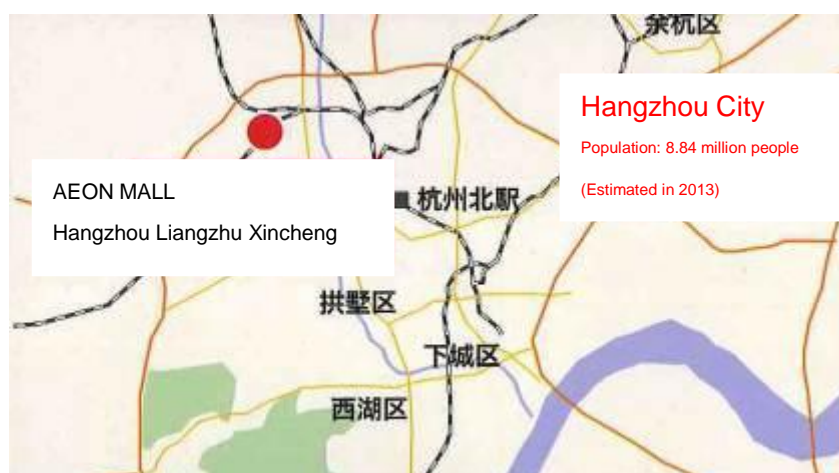 余杭区
Hangzhou City
Population: 8.84 million people
(Estimated in 2013)
AEON MALL
Hangzhou Liangzhu Xincheng
杭州北駅
拱墅区
下城区
西湖区